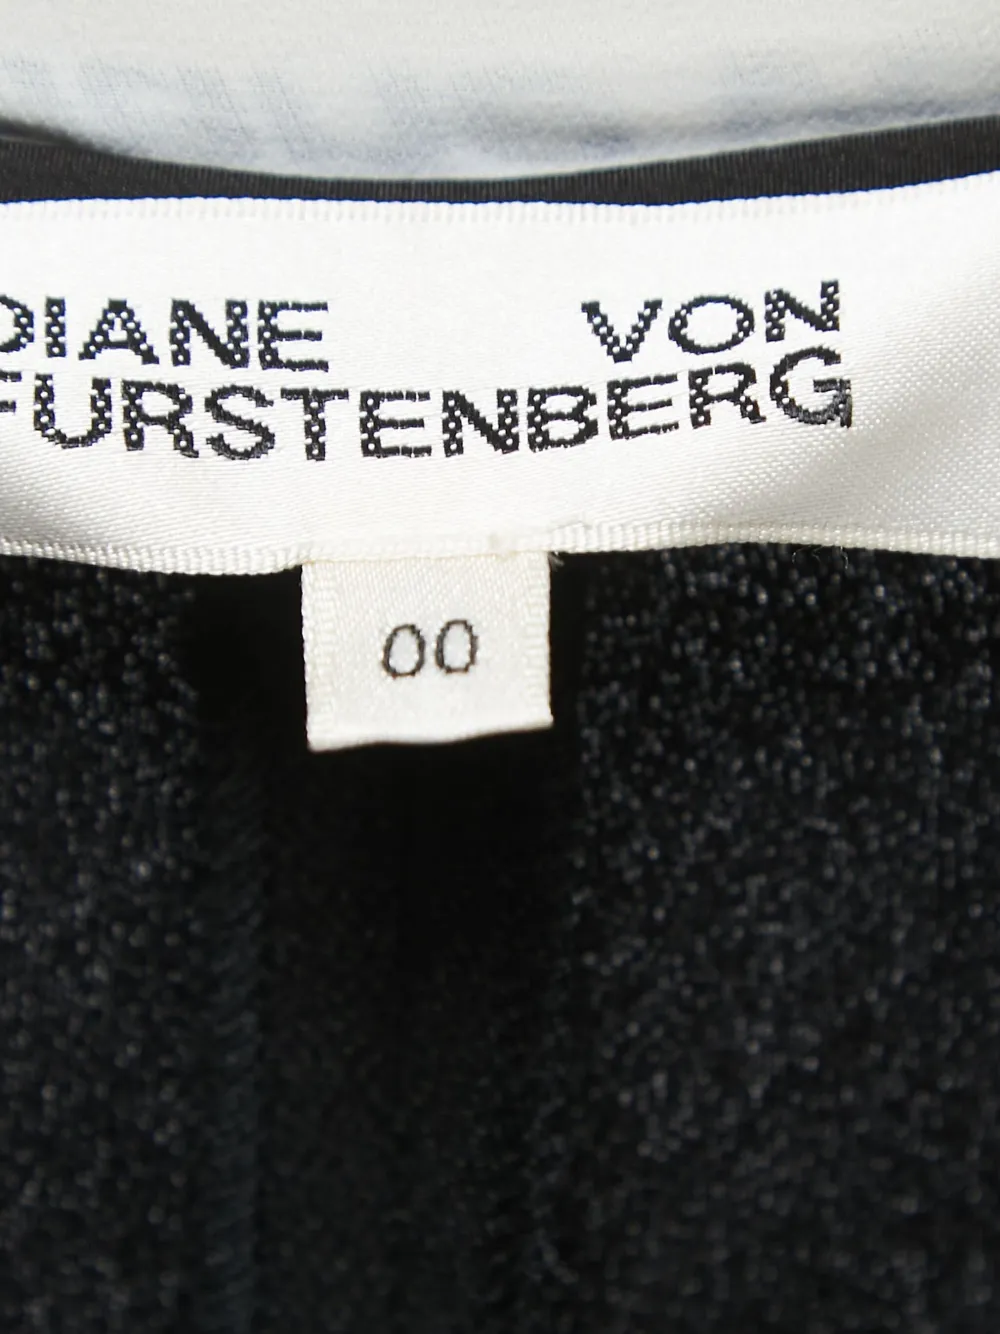 DIANE VON
FURSTENBERG
00